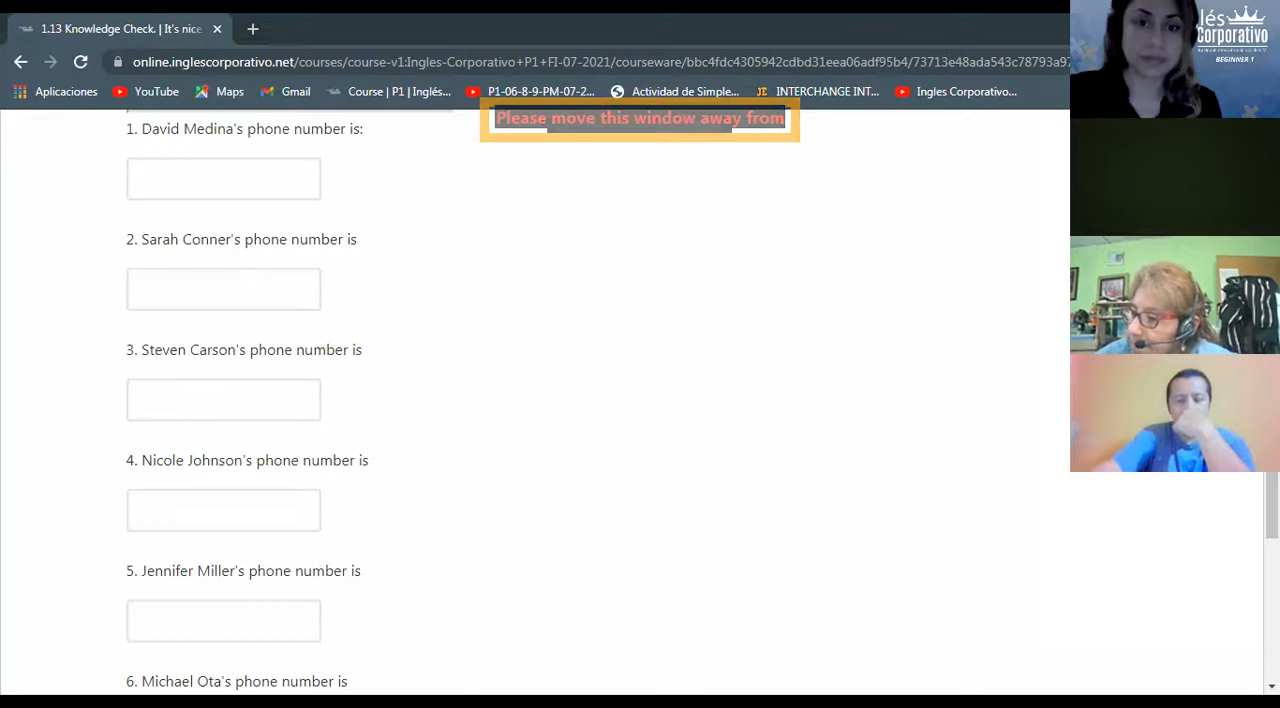 1.13 Knowledge Check. | It's nice
online.inglescorporativo.net/courses/course-v1:Ingles-Corporativo+P1+FI-07-2021/courseware/bbc4fdc4305942cdbd31eea06adf95b4/73713e48ada543c78793a97
Aplicaciones YouTube Maps Gmail Course | P1 | Inglés... P1-06-8-9-PM-07-2... Actividad de Simple... INTERCHANGE INT... Ingles Corporativo...
lés
Corporativo
BEGINNER 1
Please move this window away from
1. David Medina's phone number is:
2. Sarah Conner's phone number is
3. Steven Carson's phone number is
4. Nicole Johnson's phone number is
5. Jennifer Miller's phone number is
6. Michael Ota's phone number is